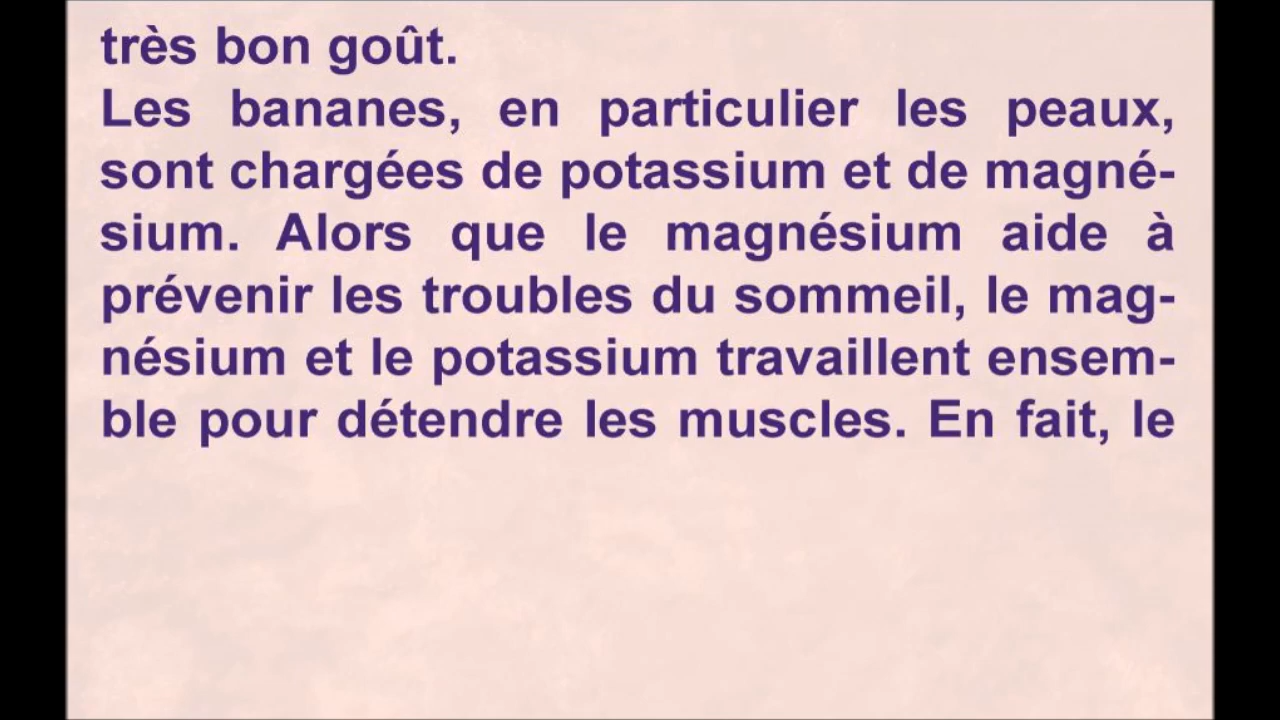 très bon goût.
Les bananes, en particulier les peaux,
sont chargées de potassium et de magné-
sium. Alors que le magnésium aide à
prévenir les troubles du sommeil, le mag-
nésium et le potassium travaillent ensem-
ble pour détendre les muscles. En fait, le